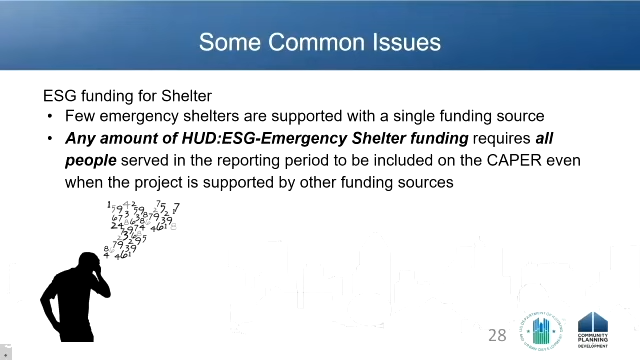 Some Common Issues
ESG funding for Shelter
• Few emergency shelters are supported with a single funding source
• Any amount of HUD:ESG-Emergency Shelter funding requires all
people served in the reporting period to be included on the CAPER even
when the project is supported by other funding sources
28
COMMUNITY
PLANNING
DEVELOPMENT